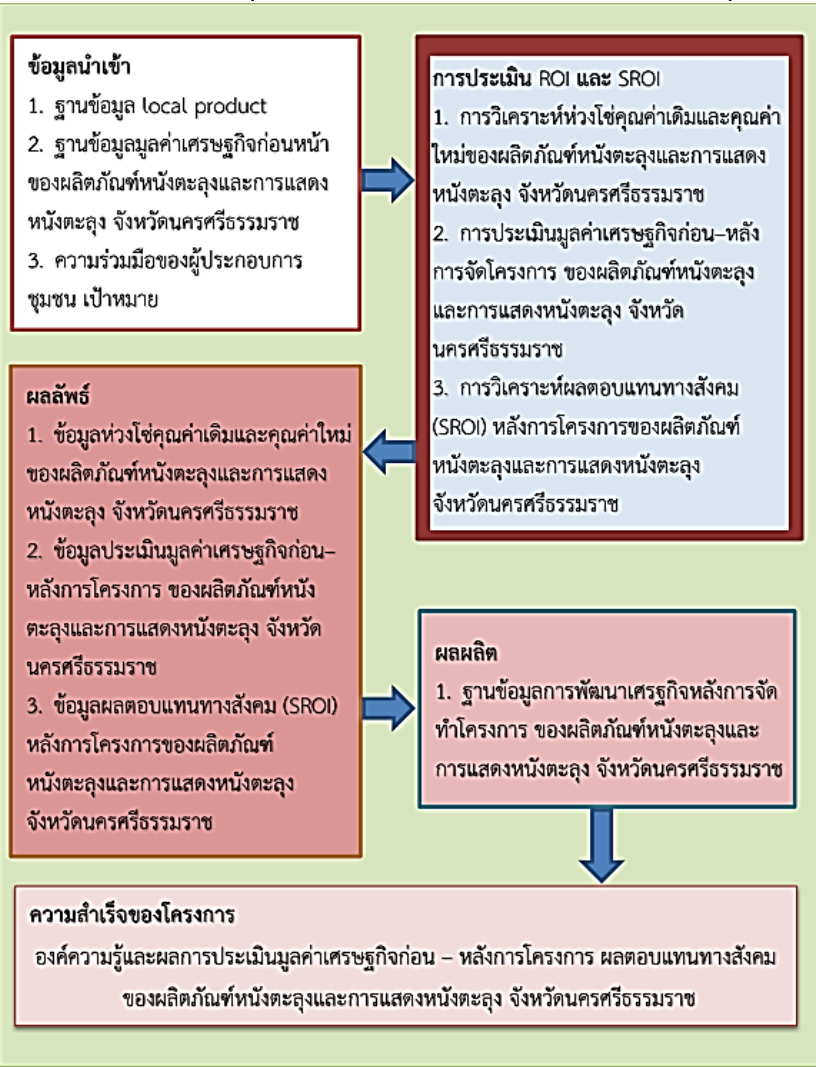 ข้อมูลนำเข้า
1. ฐานข้อมูล local product
2. ฐานข้อมูลมูลค่าเศรษฐกิจก่อนหน้า
ของผลิตภัณฑ์หนังตะลุงและการแสดง
หนังตะลุง จังหวัดนครศรีธรรมราช
3. ความร่วมมือของผู้ประกอบการ
ชุมชน เป้าหมาย
การประเมิน ROI และ SROI
1. การวิเคราะห์ห่วงโซ่คุณค่าเดิมและคุณค่า
ใหม่ของผลิตภัณฑ์หนังตะลุงและการแสดง
หนังตะลุง จังหวัดนครศรีธรรมราช
2. การประเมินมูลค่าเศรษฐกิจก่อน–หลัง
การจัดโครงการ ของผลิตภัณฑ์หนังตะลุง
และการแสดงหนังตะลุง จังหวัด
นครศรีธรรมราช
3. การวิเคราะห์ผลตอบแทนทางสังคม
(SROI) หลังการโครงการของผลิตภัณฑ์
หนังตะลุงและการแสดงหนังตะลุง
จังหวัดนครศรีธรรมราช
ผลลัพธ์
1. ข้อมูลห่วงโซ่คุณค่าเดิมและคุณค่าใหม่
ของผลิตภัณฑ์หนังตะลุงและการแสดง
หนังตะลุง จังหวัดนครศรีธรรมราช
2. ข้อมูลประเมินมูลค่าเศรษฐกิจก่อน–
หลังการโครงการ ของผลิตภัณฑ์หนัง
ตะลุงและการแสดงหนังตะลุง จังหวัด
นครศรีธรรมราช
3. ข้อมูลผลตอบแทนทางสังคม (SROI)
หลังการโครงการของผลิตภัณฑ์
หนังตะลุงและการแสดงหนังตะลุง
จังหวัดนครศรีธรรมราช
ผลผลิต
1. ฐานข้อมูลการพัฒนาเศรฐกิจหลังการจัด
ทำโครงการ ของผลิตภัณฑ์หนังตะลุงและ
การแสดงหนังตะลุง จังหวัดนครศรีธรรมราช
ความสำเร็จของโครงการ
องค์ความรู้และผลการประเมินมูลค่าเศรษฐกิจก่อน – หลังการโครงการ ผลตอบแทนทางสังคม
ของผลิตภัณฑ์หนังตะลุงและการแสดงหนังตะลุง จังหวัดนครศรีธรรมราช